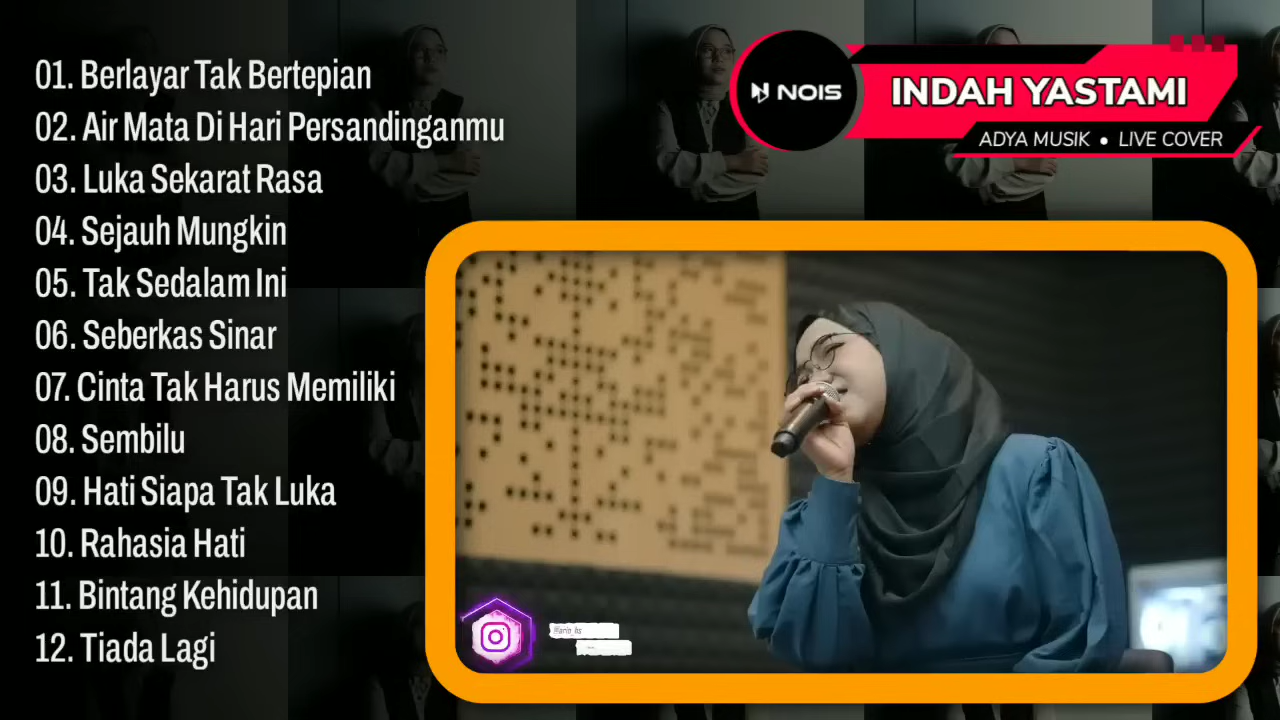 01. Berlayar Tak Bertepian
02. Air Mata Di Hari Persandinganmu
03. Luka Sekarat Rasa
04. Sejauh Mungkin
05. Tak Sedalam Ini
06. Seberkas Sinar
07. Cinta Tak Harus Memiliki
08. Sembilu
09. Hati Siapa Tak Luka
10. Rahasia Hati
11. Bintang Kehidupan
12. Tiada Lagi
NOIS
INDAH YASTAMI
ADYA MUSIK • LIVE COVER